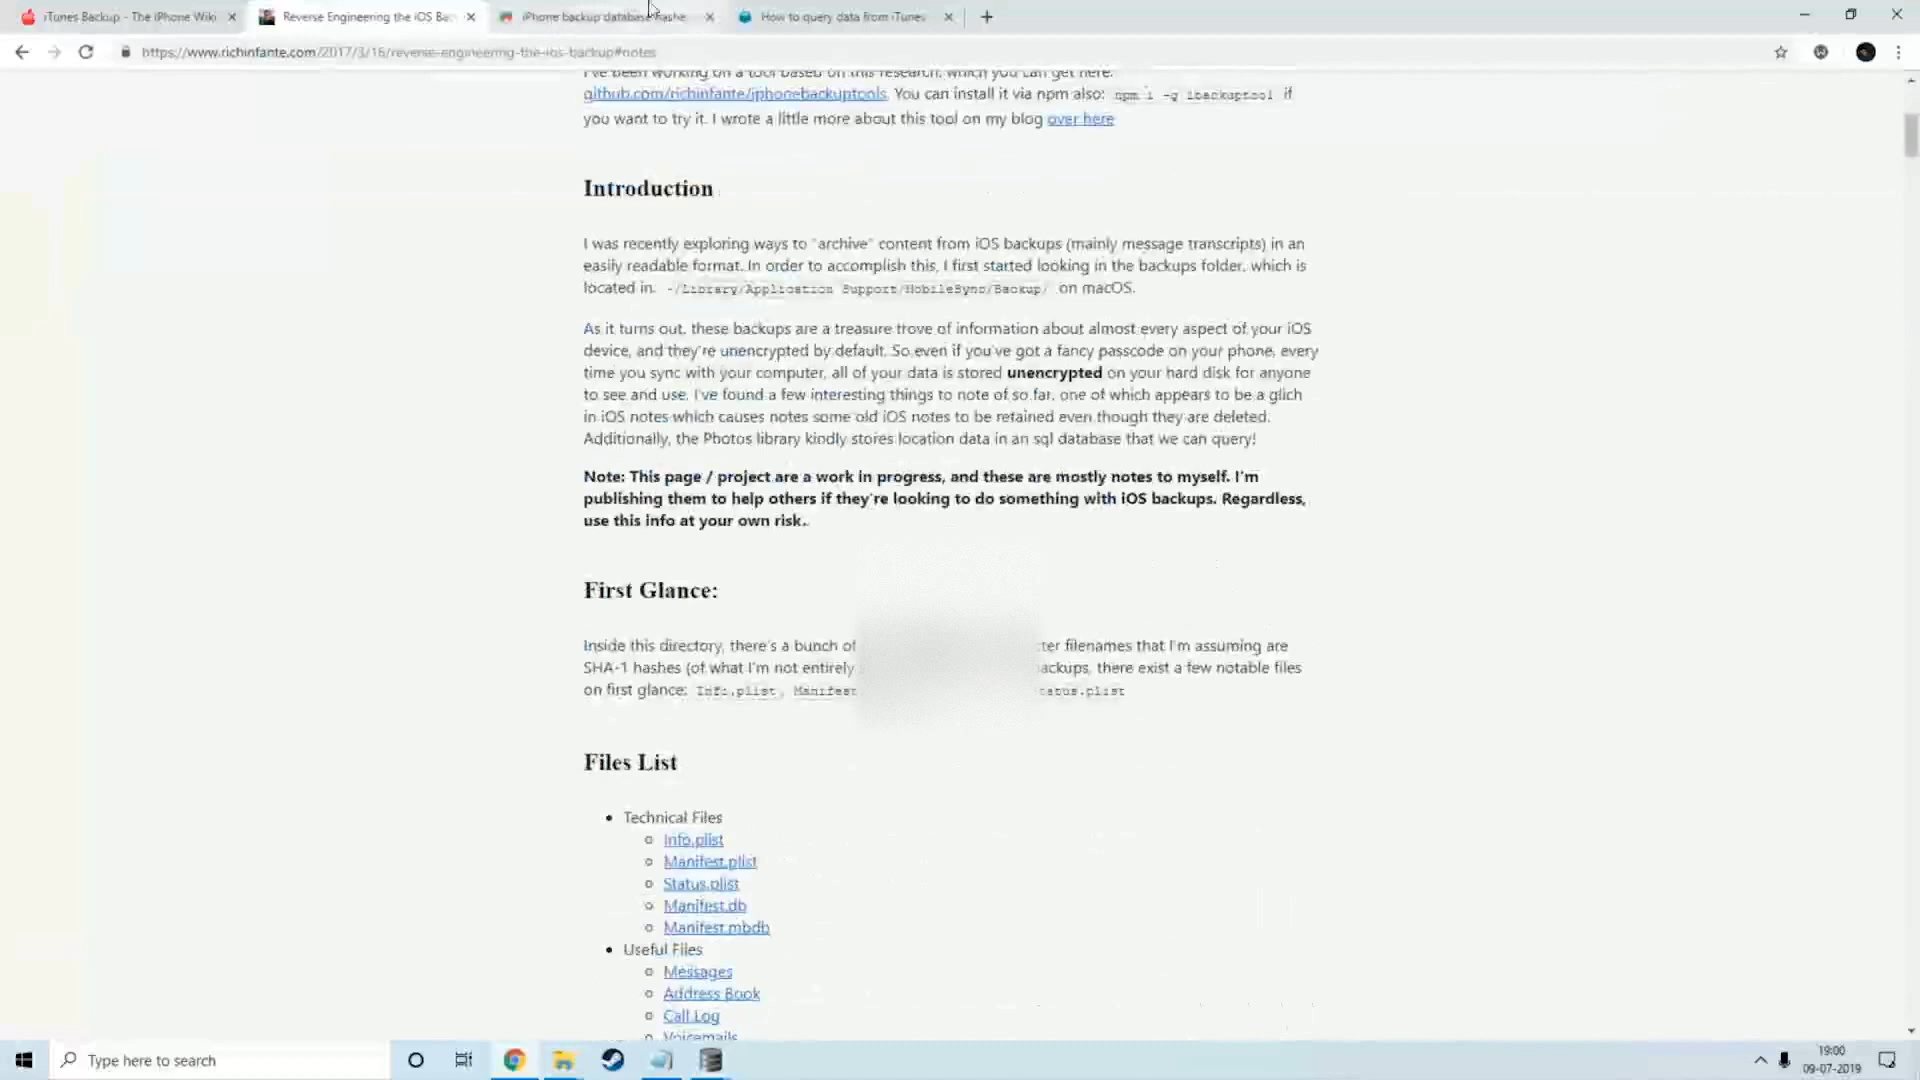 iTunes Backup - The iPhone Wiki
Reverse Engineering the iOS Bac
iPhone backup database hashe
How to query data from iTunes
https://www.richinfante.com/2017/3/16/reverse-engineering-the-ios-backup#notes
I've been working on a tool based on this research, which you can get here:
github.com/richinfante/iphonebackuptools. You can install it via npm also: npm i -g ibackuptool if
you want to try it. I wrote a little more about this tool on my blog over here
Introduction
I was recently exploring ways to "archive" content from iOS backups (mainly message transcripts) in an
easily readable format. In order to accomplish this, I first started looking in the backups folder, which is
located in: ~/Library/Application Support/MobileSync/Backup/ on macOS.
As it turns out, these backups are a treasure trove of information about almost every aspect of your iOS
device, and they're unencrypted by default. So even if you've got a fancy passcode on your phone, every
time you sync with your computer, all of your data is stored unencrypted on your hard disk for anyone
to see and use. I've found a few interesting things to note of so far, one of which appears to be a glich
in iOS notes which causes notes some old iOS notes to be retained even though they are deleted.
Additionally, the Photos library kindly stores location data in an sql database that we can query!
Note: This page / project are a work in progress, and these are mostly notes to myself. I'm
publishing them to help others if they're looking to do something with iOS backups. Regardless,
use this info at your own risk.
First Glance:
Inside this directory, there's a bunch of ter filenames that I'm assuming are
SHA-1 hashes (of what I'm not entirely ackups, there exist a few notable files
on first glance: Info.plist, Manifest tatus.plist
Files List
Technical Files
Info.plist
Manifest.plist
Status.plist
Manifest.db
Manifest.mbdb
Useful Files
Messages
Address Book
Call Log
Voicemails
Type here to search
19:00
09-07-2019